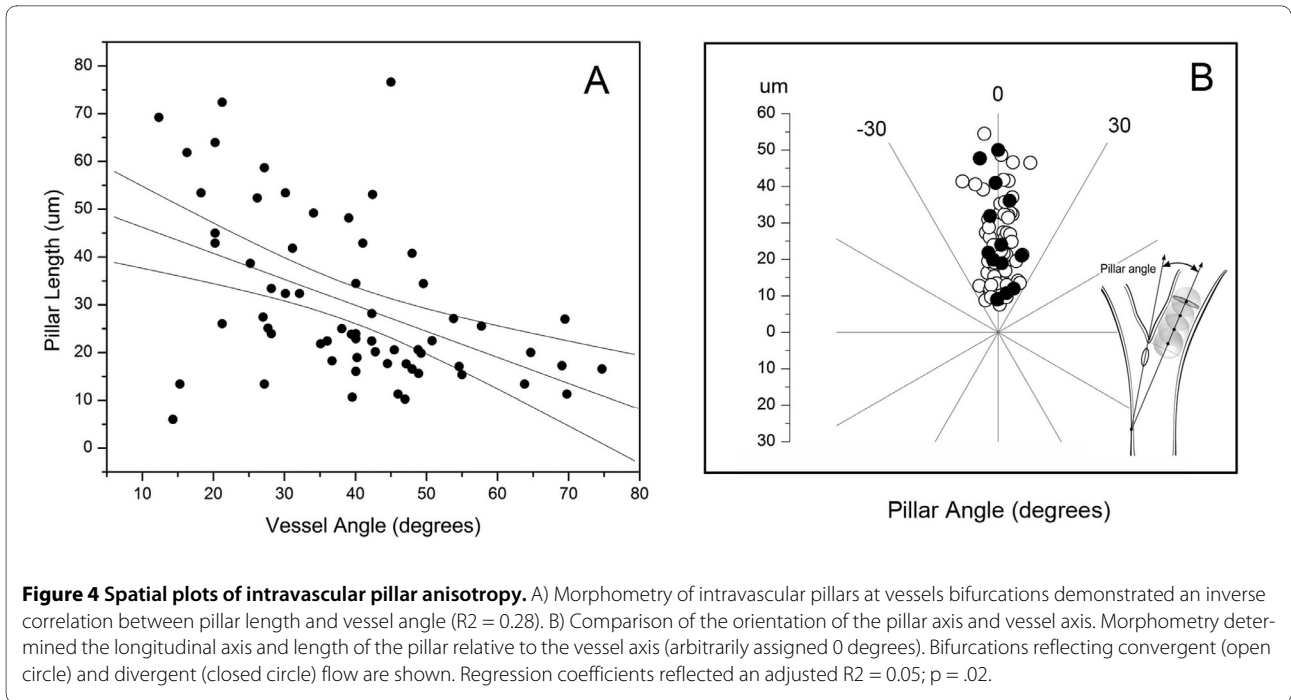 80
70
60
50
40
30
20
10
0
Pillar Length (um)
A
10 20 30 40 50 60 70 80
Vessel Angle (degrees)
B
um
60
50
40
30
20
10
0
10
20
30
-30
0
30
Pillar angle
Pillar Angle (degrees)
Figure 4 Spatial plots of intravascular pillar anisotropy. A) Morphometry of intravascular pillars at vessels bifurcations demonstrated an inverse
correlation between pillar length and vessel angle (R2 = 0.28). B) Comparison of the orientation of the pillar axis and vessel axis. Morphometry deter-
mined the longitudinal axis and length of the pillar relative to the vessel axis (arbitrarily assigned 0 degrees). Bifurcations reflecting convergent (open
circle) and divergent (closed circle) flow are shown. Regression coefficients reflected an adjusted R2 = 0.05; p = .02.